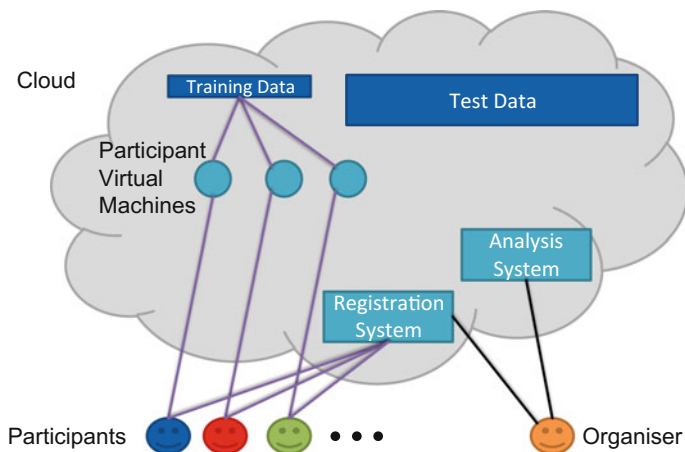 Cloud
Training Data
Test Data
Participant
Virtual
Machines
Analysis
System
Registration
System
Participants
Organiser